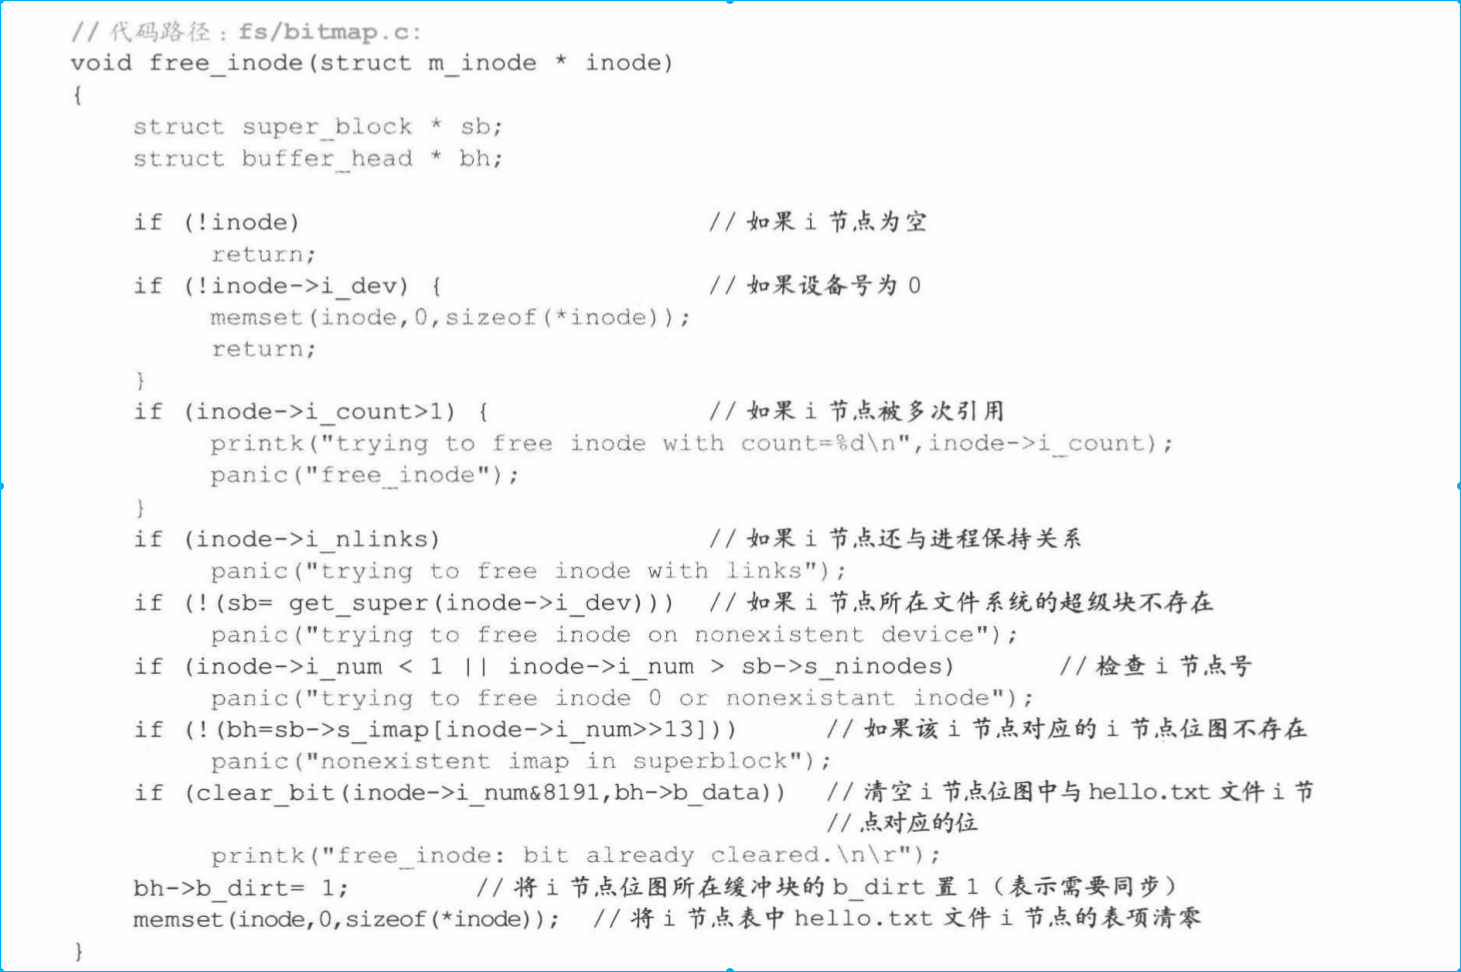 // 代码路径：fs/bitmap.c:
void free_inode(struct m_inode * inode)
{
struct super_block * sb;
struct buffer_head * bh;
if (!inode) // 如果 i 节点为空
return;
if (!inode->i_dev) { // 如果设备号为 0
memset(inode,0,sizeof(*inode));
return;
}
if (inode->i_count>1) { // 如果 i 节点被多次引用
printk("trying to free inode with count=%d\n",inode->i_count);
panic("free_inode");
}
if (inode->i_nlinks) // 如果 i 节点还与进程保持关系
panic("trying to free inode with links");
if (!(sb= get_super(inode->i_dev))) // 如果 i 节点所在文件系统的超级块不存在
panic("trying to free inode on nonexistent device");
if (inode->i_num < 1 || inode->i_num > sb->s_ninodes) // 检查 i 节点号
panic("trying to free inode 0 or nonexistant inode");
if (!(bh=sb->s_imap[inode->i_num>>13])) // 如果该 i 节点对应的 i 节点位图不存在
panic("nonexistent imap in superblock");
if (clear_bit(inode->i_num&8191,bh->b_data)) // 清空 i 节点位图中与 hello.txt 文件 i 节
// 点对应的位
printk("free_inode: bit already cleared.\n\r");
bh->b_dirt= 1; // 将 i 节点位图所在缓冲块的 b_dirt 置 1（表示需要同步）
memset(inode,0,sizeof(*inode)); // 将 i 节点表中 hello.txt 文件 i 节点的表项清零
}